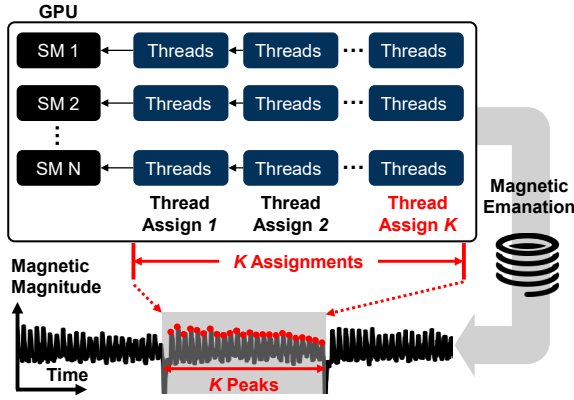 GPU
SM 1 Threads Threads ··· Threads
SM 2 Threads Threads ··· Threads
SM N Threads Threads ··· Threads
Thread Assign 1
Thread Assign 2
Thread Assign K
Magnetic
Emanation
K Assignments
Magnetic
Magnitude
Time
K Peaks